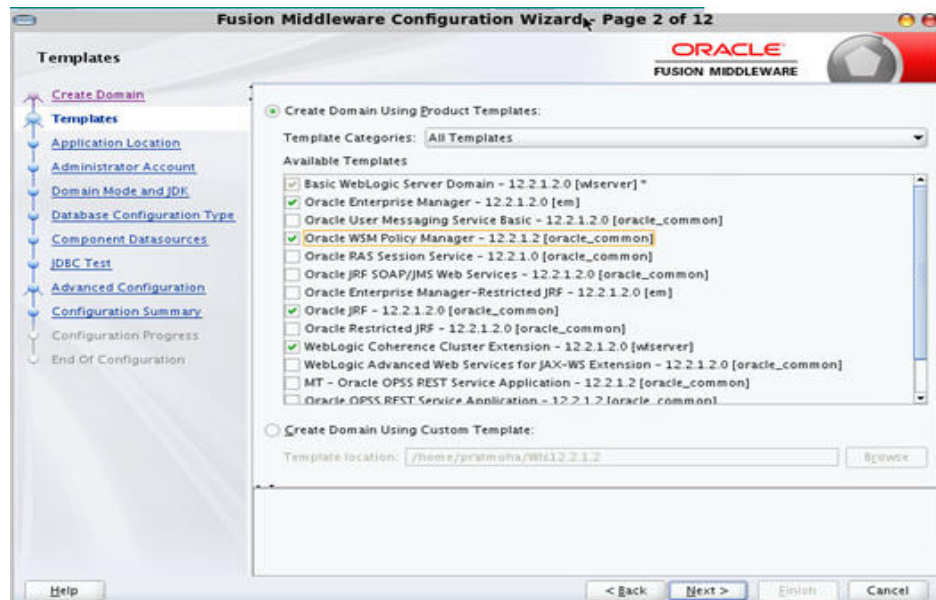 Fusion Middleware Configuration Wizard - Page 2 of 12
Templates
ORACLE
FUSION MIDDLEWARE
Create Domain
Templates
Application Location
Administrator Account
Domain Mode and JDK
Database Configuration Type
Component Datasources
JDBC Test
Advanced Configuration
Configuration Summary
Configuration Progress
End Of Configuration
Create Domain Using Product Templates:
Template Categories: All Templates
Available Templates
Basic WebLogic Server Domain - 12.2.1.2.0 [wlserver] *
Oracle Enterprise Manager - 12.2.1.2.0 [em]
Oracle User Messaging Service Basic - 12.2.1.2.0 [oracle_common]
Oracle WSM Policy Manager - 12.2.1.2 [oracle_common]
Oracle RAS Session Service - 12.2.1.0 [oracle_common]
Oracle JRF SOAP/JMS Web Services - 12.2.1.2.0 [oracle_common]
Oracle Enterprise Manager-Restricted JRF - 12.2.1.2.0 [em]
Oracle JRF - 12.2.1.2.0 [oracle_common]
Oracle Restricted JRF - 12.2.1.2.0 [oracle_common]
WebLogic Coherence Cluster Extension - 12.2.1.2.0 [wlserver]
WebLogic Advanced Web Services for JAX-WS Extension - 12.2.1.2.0 [oracle_common]
MT - Oracle OPSS REST Service Application - 12.2.1.2 [oracle_common]
Oracle OPSS REST Service Application - 12.2.1.2 [oracle_common]
Create Domain Using Custom Template:
Template location: /home/pratmoha/Wls12.2.1.2
Browse
Help
< Back
Next >
Finish
Cancel